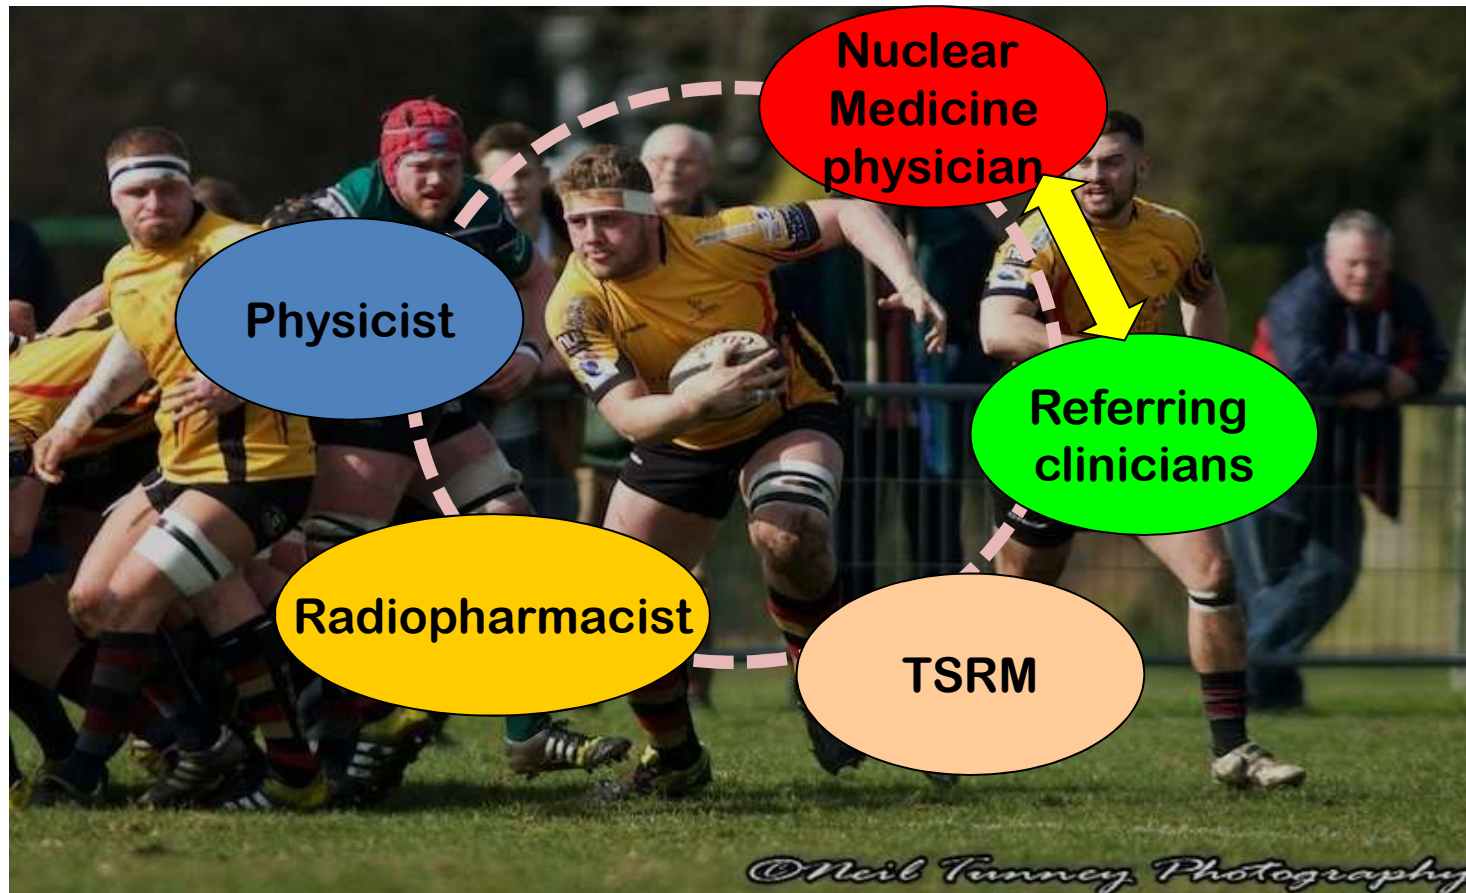 Nuclear
Medicine
physician
Physicist
Referring
clinicians
Radiopharmacist
TSRM
©Neil Tunney Photography